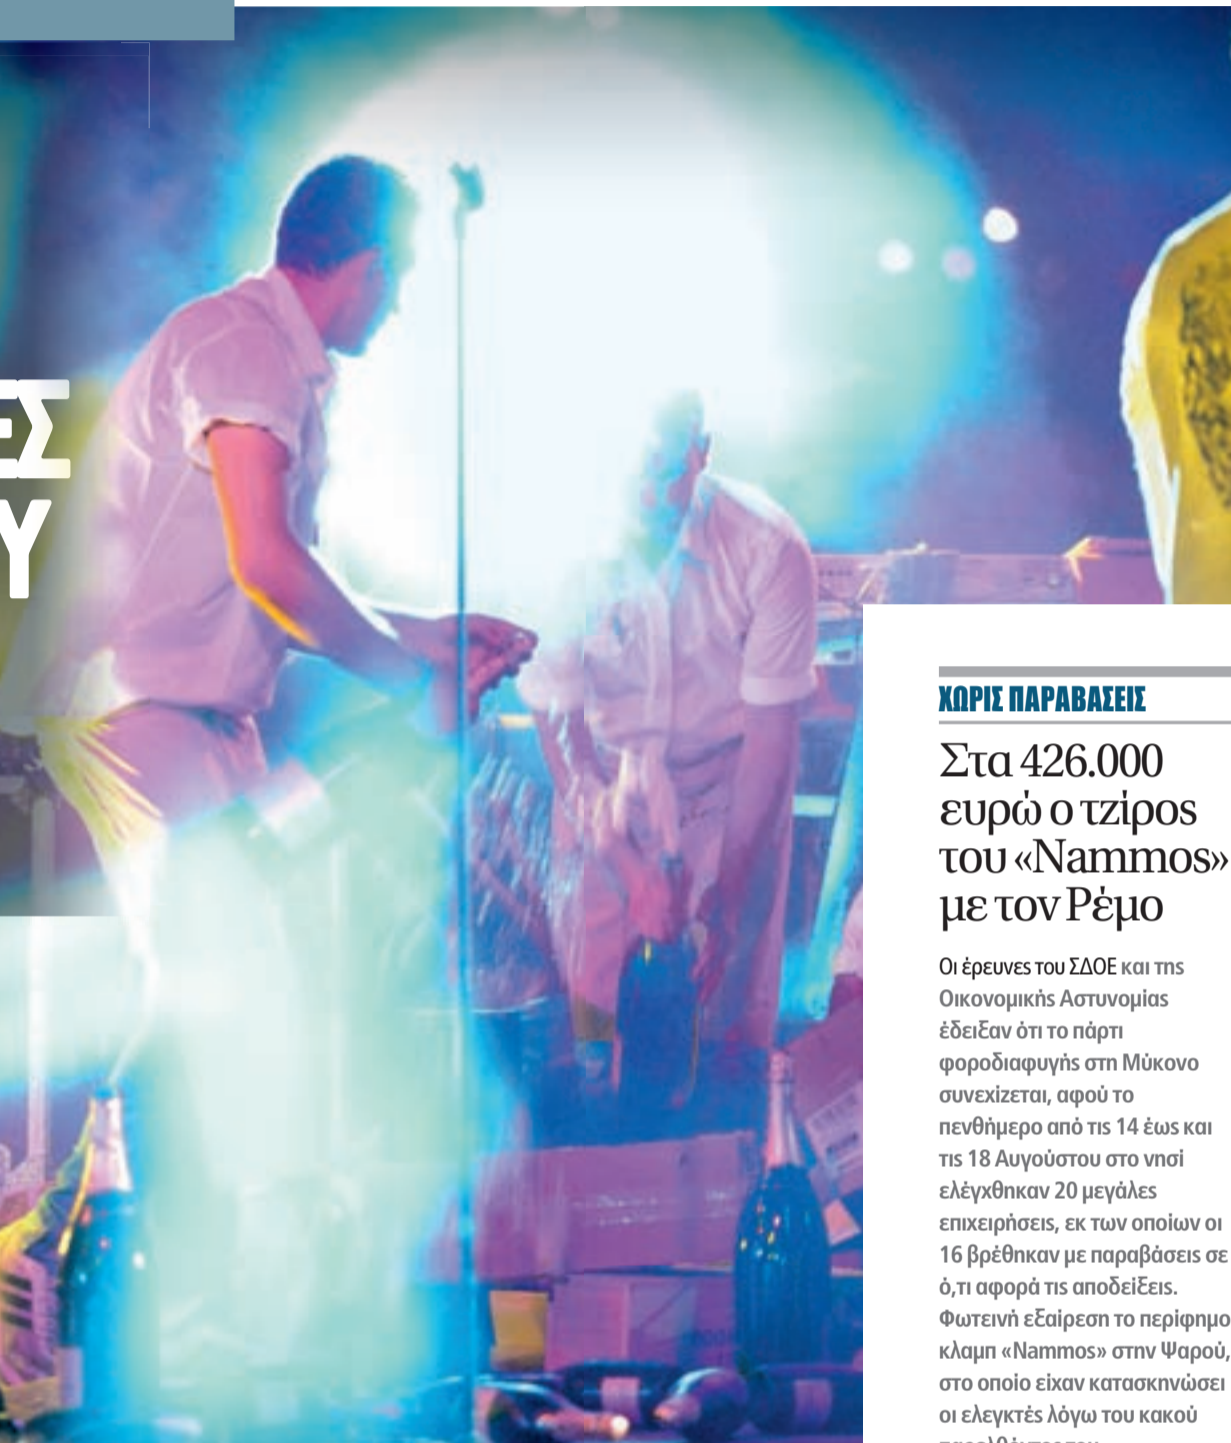 ΕΣ
Υ
ΧΩΡΙΣ ΠΑΡΑΒΑΣΕΙΣ
Στα 426.000
ευρώ ο τζίρος
του «Nammos»
με τον Ρέμο
Οι έρευνες του ΣΔΟΕ και της
Οικονομικής Αστυνομίας
έδειξαν ότι το πάρτι
φοροδιαφυγής στη Μύκονο
συνεχίζεται, αφού το
πενθήμερο από τις 14 έως και
τις 18 Αυγούστου στο νησί
ελέγχθηκαν 20 μεγάλες
επιχειρήσεις, εκ των οποίων οι
16 βρέθηκαν με παραβάσεις σε
ό,τι αφορά τις αποδείξεις.
Φωτεινή εξαίρεση το περίφημο
κλαμπ «Nammos» στην Ψαρού,
στο οποίο είχαν κατασκηνώσει
οι ελεγκτές λόγω του κακού